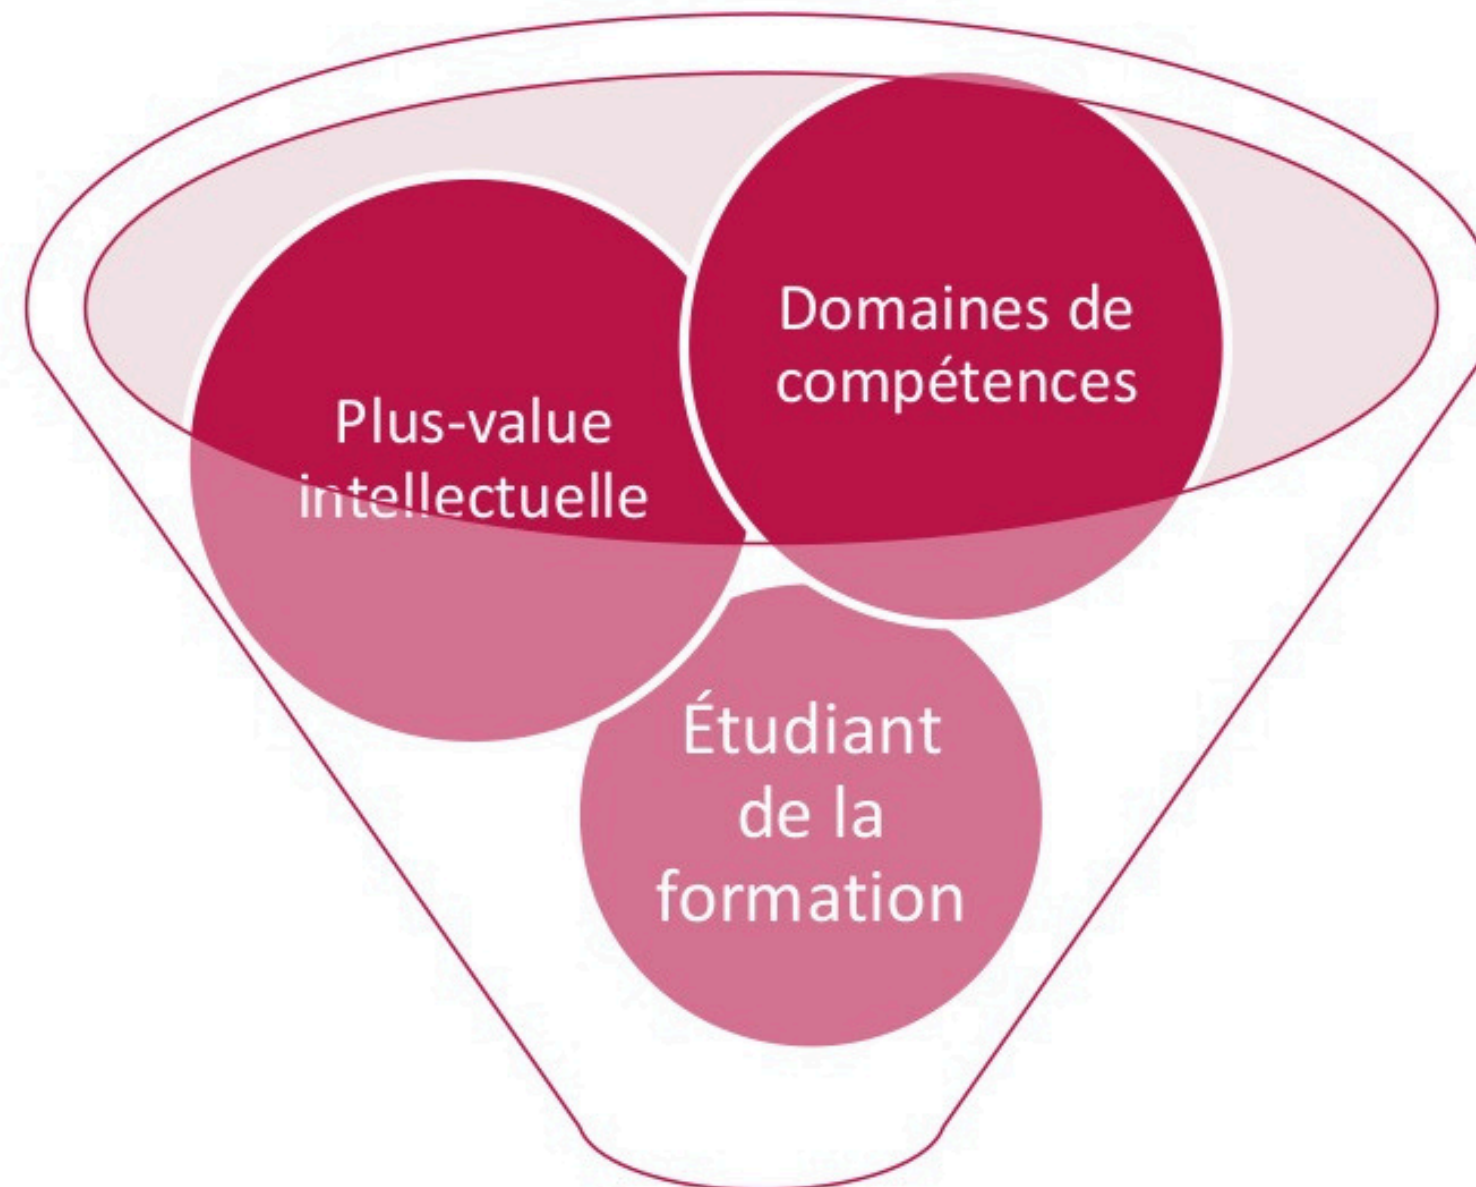 Domaines de
compétences
Plus-value
intellectuelle
Étudiant
de la
formation